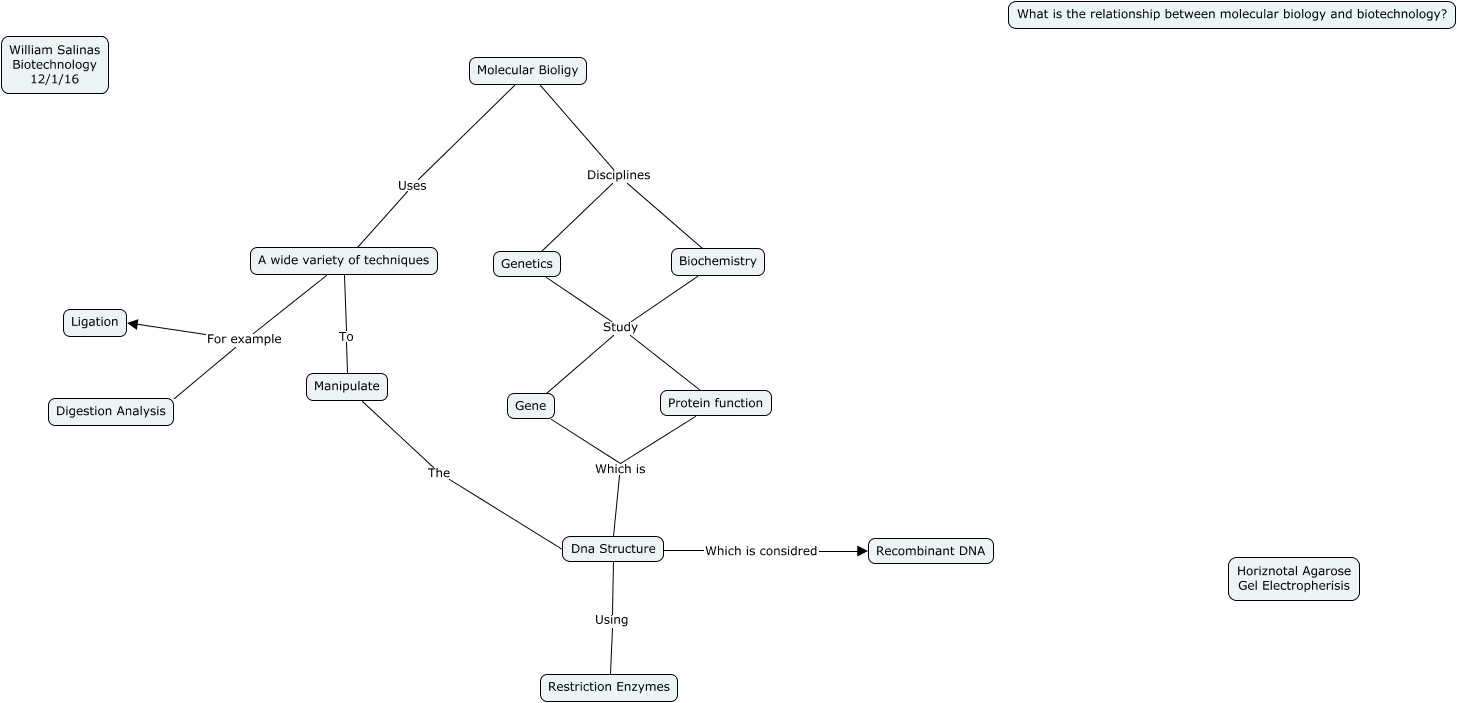 What is the relationship between molecular biology and biotechnology?
William Salinas
Biotechnology
12/1/16
Molecular Bioligy
Uses
Disciplines
A wide variety of techniques
Genetics
Biochemistry
Ligation
For example
To
Study
Digestion Analysis
Manipulate
Gene
Protein function
The
Which is
Dna Structure
Which is considred
Recombinant DNA
Horiznotal Agarose
Gel Electropherisis
Using
Restriction Enzymes